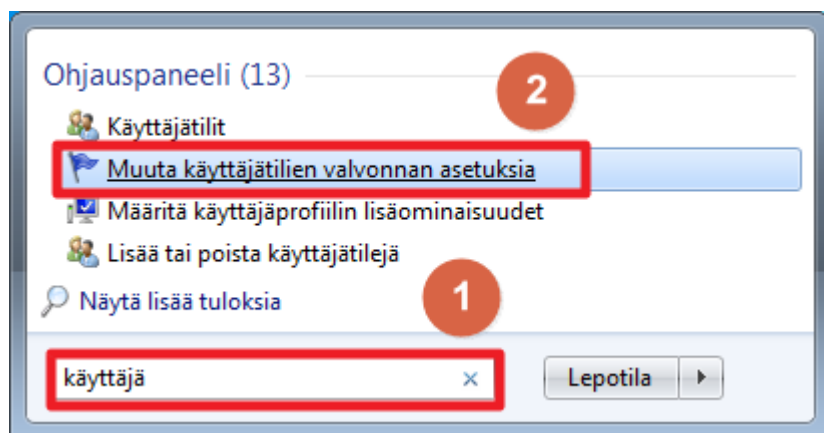 Ohjauspaneeli (13)
2
Käyttäjätilit
Muuta käyttäjätilien valvonnan asetuksia
Määritä käyttäjäprofiilin lisäominaisuudet
Lisää tai poista käyttäjätilejä
Näytä lisää tuloksia
1
käyttäjä
Lepotila